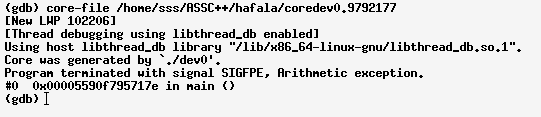 (gdb) core-file /home/sss/ASSC++/hafala/coredev0.9792177
[New LWP 102206]
[Thread debugging using libthread_db enabled]
Using host libthread_db library "/lib/x86_64-linux-gnu/libthread_db.so.1".
Core was generated by `./dev0'.
Program terminated with signal SIGFPE, Arithmetic exception.
#0  0x00005590f795717e in main ()
(gdb)